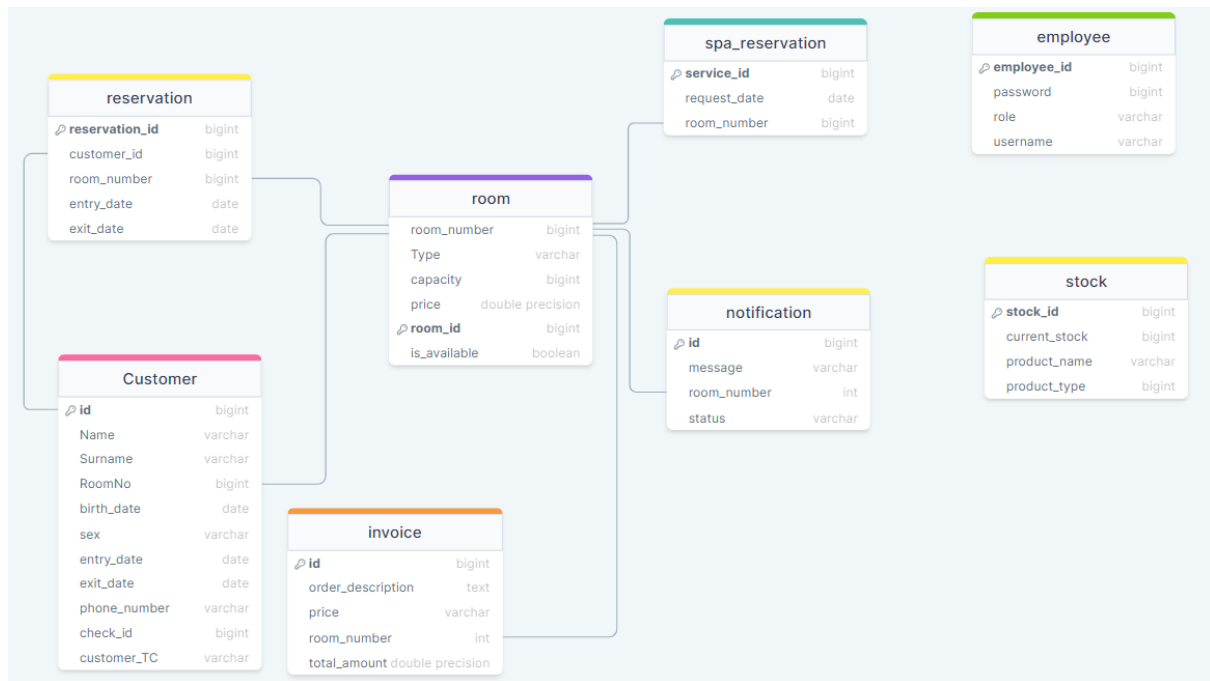 reservation
reservation_id bigint
customer_id bigint
room_number bigint
entry_date date
exit_date date
Customer
id bigint
Name varchar
Surname varchar
RoomNo bigint
birth_date date
sex varchar
entry_date date
exit_date date
phone_number varchar
check_id bigint
customer_TC varchar
room
room_number bigint
Type varchar
capacity bigint
price double precision
room_id bigint
is_available boolean
invoice
id bigint
order_description text
price varchar
room_number int
total_amount double precision
spa_reservation
service_id bigint
request_date date
room_number bigint
notification
id bigint
message varchar
room_number int
status varchar
employee
employee_id bigint
password bigint
role varchar
username varchar
stock
stock_id bigint
current_stock bigint
product_name varchar
product_type bigint